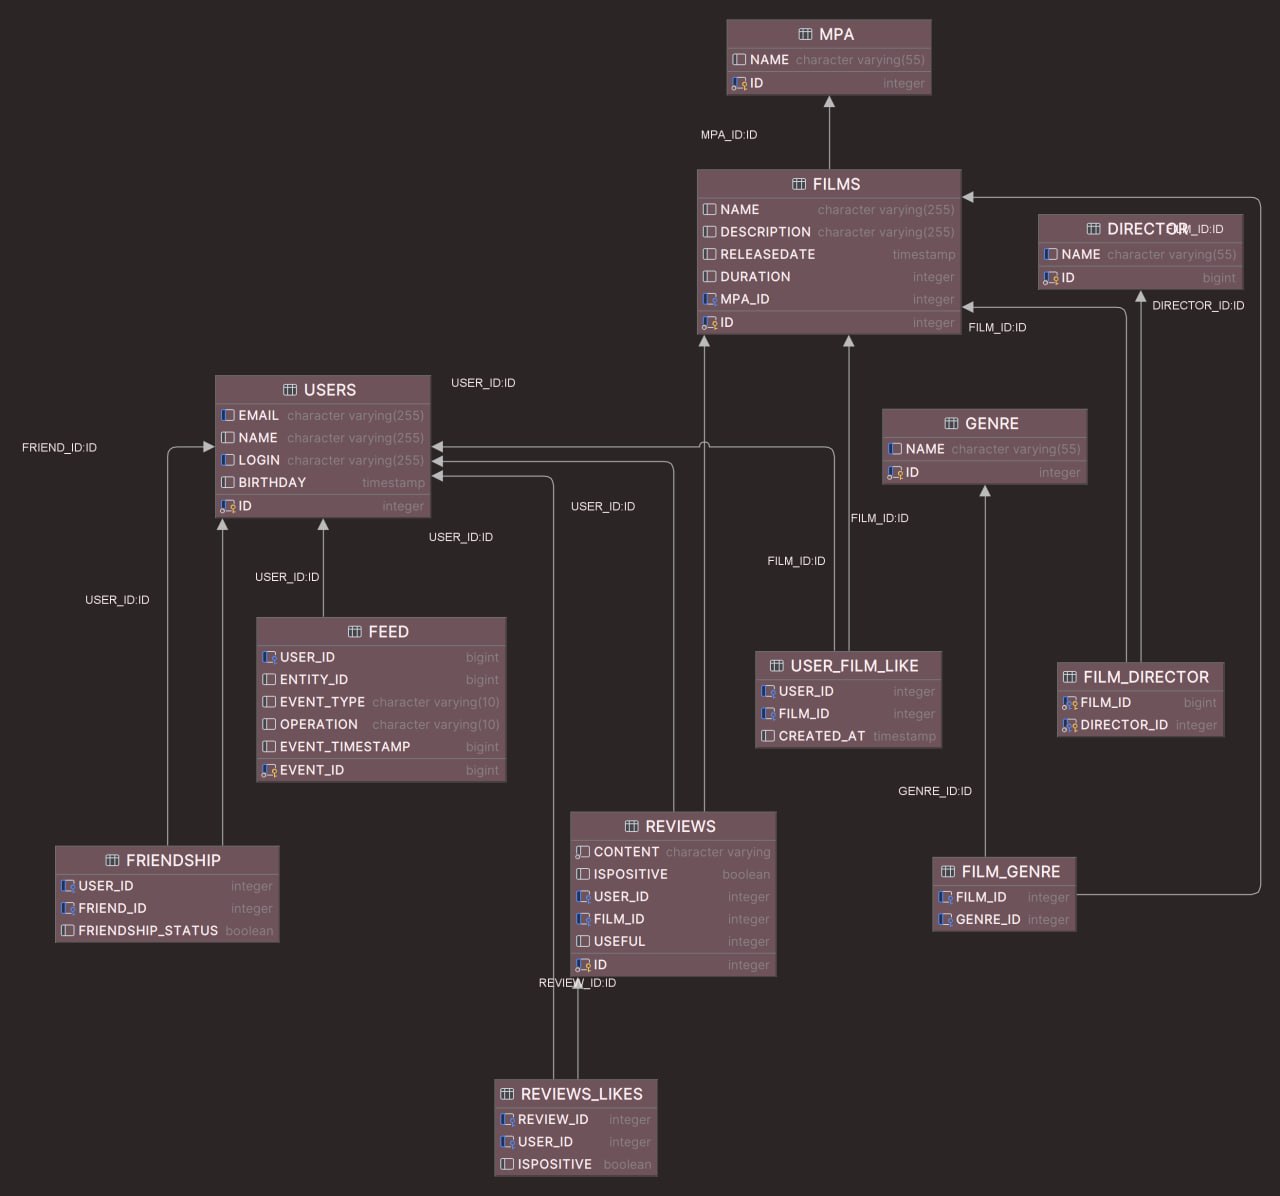 MPA
NAME character varying(55)
ID integer
MPA_ID:ID
FILMS
NAME character varying(255)
DESCRIPTION character varying(255)
RELEASEDATE timestamp
DURATION integer
MPA_ID integer
ID integer
FILM_ID:ID
DIRECTOR
NAME character varying(55)
ID bigint
DIRECTOR_ID:ID
FILM_ID:ID
USERS
EMAIL character varying(255)
NAME character varying(255)
LOGIN character varying(255)
BIRTHDAY timestamp
ID integer
USER_ID:ID
FRIEND_ID:ID
GENRE
NAME character varying(55)
ID integer
USER_ID:ID
FILM_ID:ID
USER_ID:ID
FILM_ID:ID
USER_ID:ID
USER_ID:ID
FEED
USER_ID bigint
ENTITY_ID bigint
EVENT_TYPE character varying(10)
OPERATION character varying(10)
EVENT_TIMESTAMP bigint
EVENT_ID bigint
USER_FILM_LIKE
USER_ID integer
FILM_ID integer
CREATED_AT timestamp
FILM_DIRECTOR
FILM_ID bigint
DIRECTOR_ID integer
GENRE_ID:ID
REVIEWS
CONTENT character varying
ISPOSITIVE boolean
USER_ID integer
FILM_ID integer
USEFUL integer
ID integer
FRIENDSHIP
USER_ID integer
FRIEND_ID integer
FRIENDSHIP_STATUS boolean
FILM_GENRE
FILM_ID integer
GENRE_ID integer
REVIEW_ID:ID
REVIEWS_LIKES
REVIEW_ID integer
USER_ID integer
ISPOSITIVE boolean